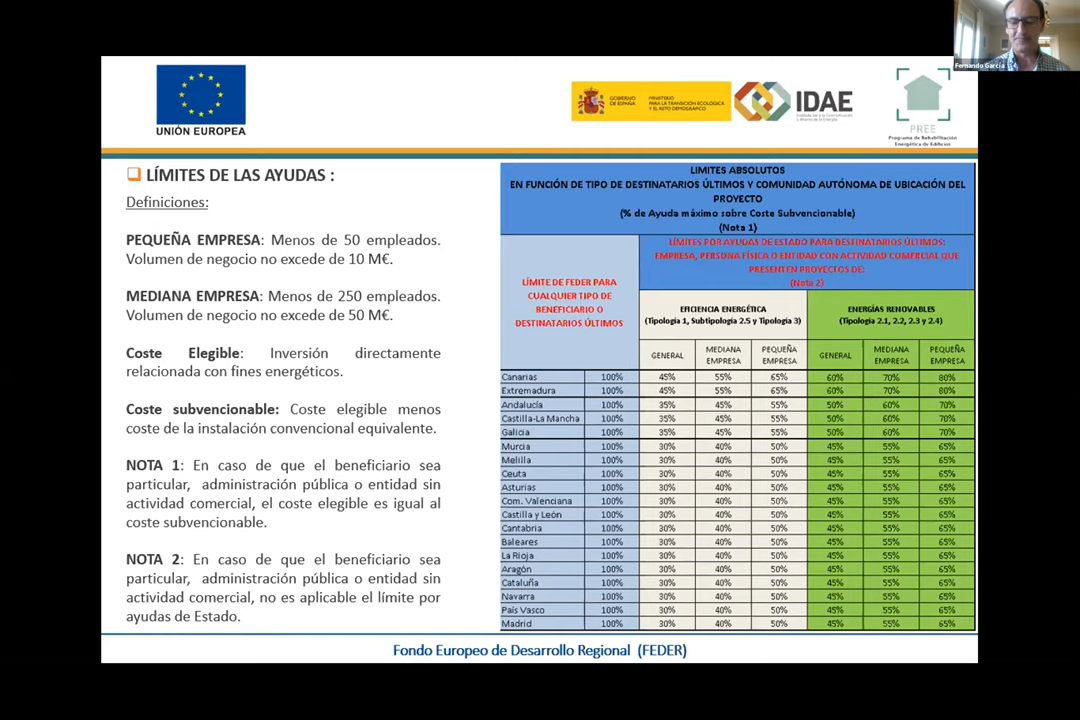 Fernando García
UNIÓN EUROPEA
GOBIERNO
DE ESPAÑA
MINISTERIO
PARA LA TRANSICIÓN ECOLÓGICA
Y EL RETO DEMOGRÁFICO
IDAE
PREE
Programa de Rehabilitación
Energética de Edificios
LÍMITES DE LAS AYUDAS :
Definiciones:
PEQUEÑA EMPRESA: Menos de 50 empleados.
Volumen de negocio no excede de 10 M€.
MEDIANA EMPRESA: Menos de 250 empleados.
Volumen de negocio no excede de 50 M€.
Coste Elegible: Inversión directamente
relacionada con fines energéticos.
Coste subvencionable: Coste elegible menos
coste de la instalación convencional equivalente.
NOTA 1: En caso de que el beneficiario sea
particular, administración pública o entidad sin
actividad comercial, el coste elegible es igual al
coste subvencionable.
NOTA 2: En caso de que el beneficiario sea
particular, administración pública o entidad sin
actividad comercial, no es aplicable el límite por
ayudas de Estado.
LIMITES ABSOLUTOS
EN FUNCIÓN DE TIPO DE DESTINATARIOS ÚLTIMOS Y COMUNIDAD AUTÓNOMA DE UBICACIÓN DEL
PROYECTO
(% de Ayuda máximo sobre Coste Subvencionable)
(Nota 1)
LÍMITE DE FEDER PARA
CUALQUIER TIPO DE
BENEFICIARIO O
DESTINATARIOS ÚLTIMOS
LÍMITES POR AYUDAS DE ESTADO PARA DESTINATARIOS ÚLTIMOS:
EMPRESA, PERSONA FÍSICA O ENTIDAD CON ACTIVIDAD COMERCIAL QUE
PRESENTEN PROYECTOS DE:
(Nota 2)
EFICIENCIA ENERGÉTICA
(Tipología 1, Subtipología 2.5 y Tipología 3)
ENERGÍAS RENOVABLES
(Tipología 2.1, 2.2, 2.3 y 2.4)
GENERAL MEDIANA EMPRESA PEQUEÑA EMPRESA GENERAL MEDIANA EMPRESA PEQUEÑA EMPRESA
Canarias 100% 45% 55% 65% 60% 70% 80%
Extremadura 100% 45% 55% 65% 60% 70% 80%
Andalucía 100% 35% 45% 55% 50% 60% 70%
Castilla-La Mancha 100% 35% 45% 55% 50% 60% 70%
Galicia 100% 35% 45% 55% 50% 60% 70%
Murcia 100% 30% 40% 50% 45% 55% 65%
Melilla 100% 30% 40% 50% 45% 55% 65%
Ceuta 100% 30% 40% 50% 45% 55% 65%
Asturias 100% 30% 40% 50% 45% 55% 65%
Com. Valenciana 100% 30% 40% 50% 45% 55% 65%
Castilla y León 100% 30% 40% 50% 45% 55% 65%
Cantabria 100% 30% 40% 50% 45% 55% 65%
Baleares 100% 30% 40% 50% 45% 55% 65%
La Rioja 100% 30% 40% 50% 45% 55% 65%
Aragón 100% 30% 40% 50% 45% 55% 65%
Cataluña 100% 30% 40% 50% 45% 55% 65%
Navarra 100% 30% 40% 50% 45% 55% 65%
País Vasco 100% 30% 40% 50% 45% 55% 65%
Madrid 100% 30% 40% 50% 45% 55% 65%
Fondo Europeo de Desarrollo Regional (FEDER)